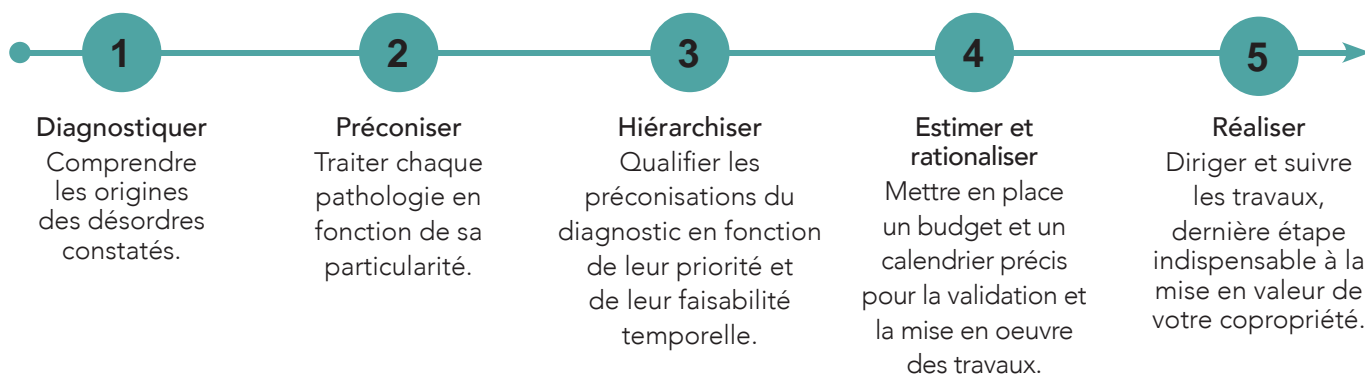 1
Diagnostiquer
Comprendre
les origines
des désordres
constatés.
2
Préconiser
Traiter chaque
pathologie en
fonction de sa
particularité.
3
Hiérarchiser
Qualifier les
préconisations du
diagnostic en fonction
de leur priorité et
de leur faisabilité
temporelle.
4
Estimer et
rationaliser
Mettre en place
un budget et un
calendrier précis
pour la validation et
la mise en oeuvre
des travaux.
5
Réaliser
Diriger et suivre
les travaux,
dernière étape
indispensable à la
mise en valeur de
votre copropriété.